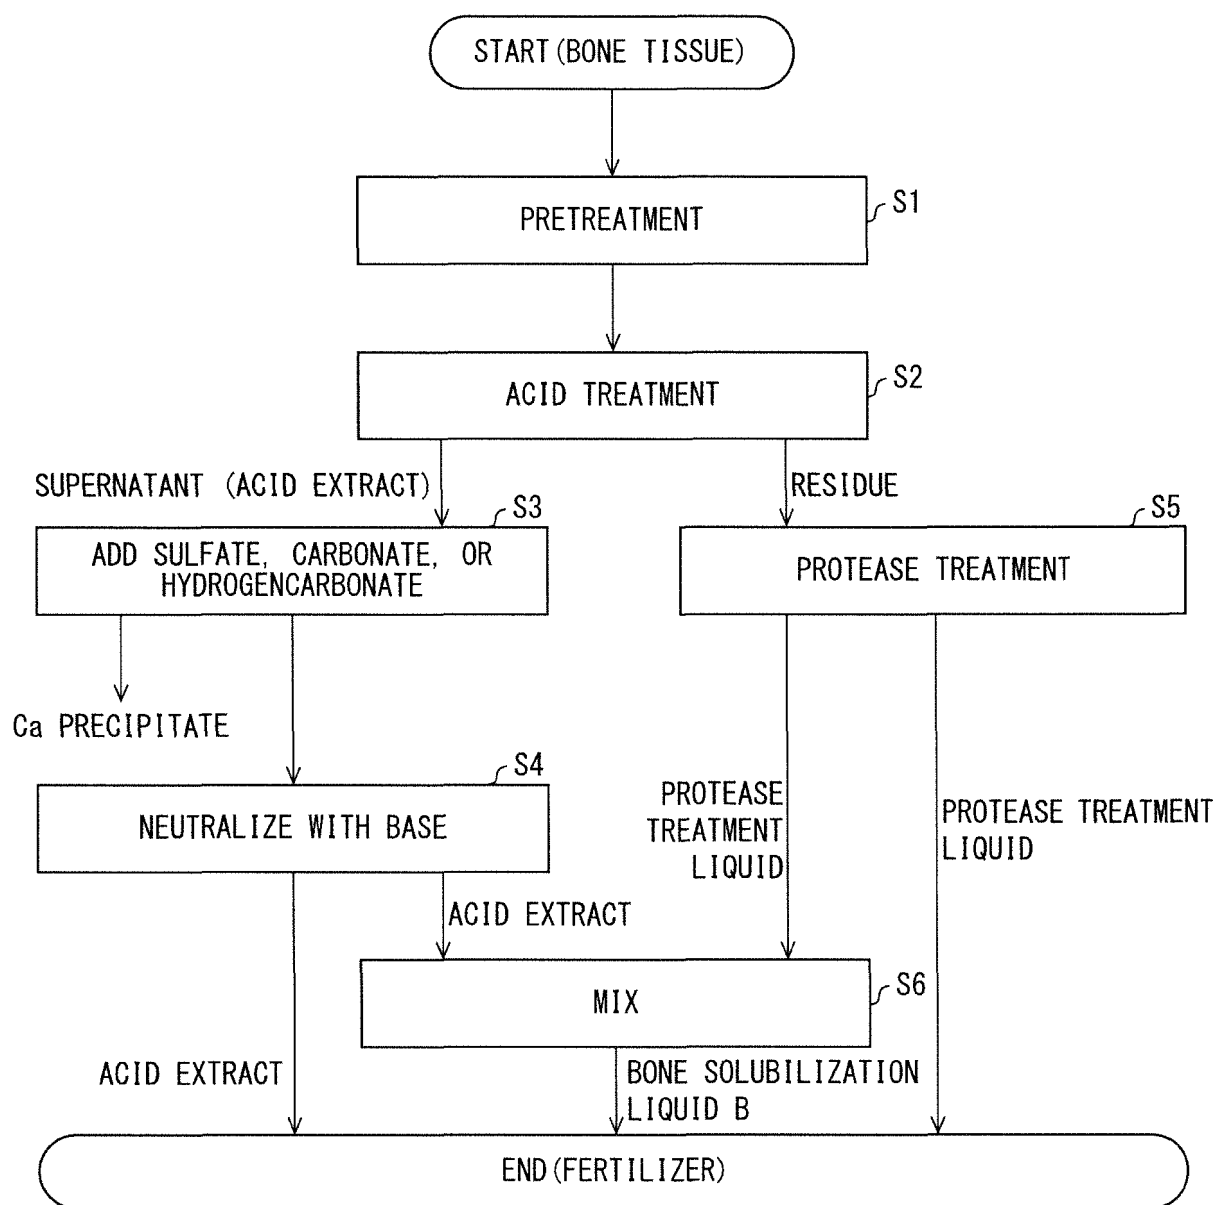 START(BONE TISSUE)
PRETREATMENT
S1
ACID TREATMENT
S2
SUPERNATANT (ACID EXTRACT)
RESIDUE
S3
ADD SULFATE, CARBONATE, OR
HYDROGENCARBONATE
S5
PROTEASE TREATMENT
Ca PRECIPITATE
S4
NEUTRALIZE WITH BASE
PROTEASE
TREATMENT
LIQUID
PROTEASE TREATMENT
LIQUID
ACID EXTRACT
MIX
S6
ACID EXTRACT
BONE SOLUBILIZATION
LIQUID B
END(FERTILIZER)